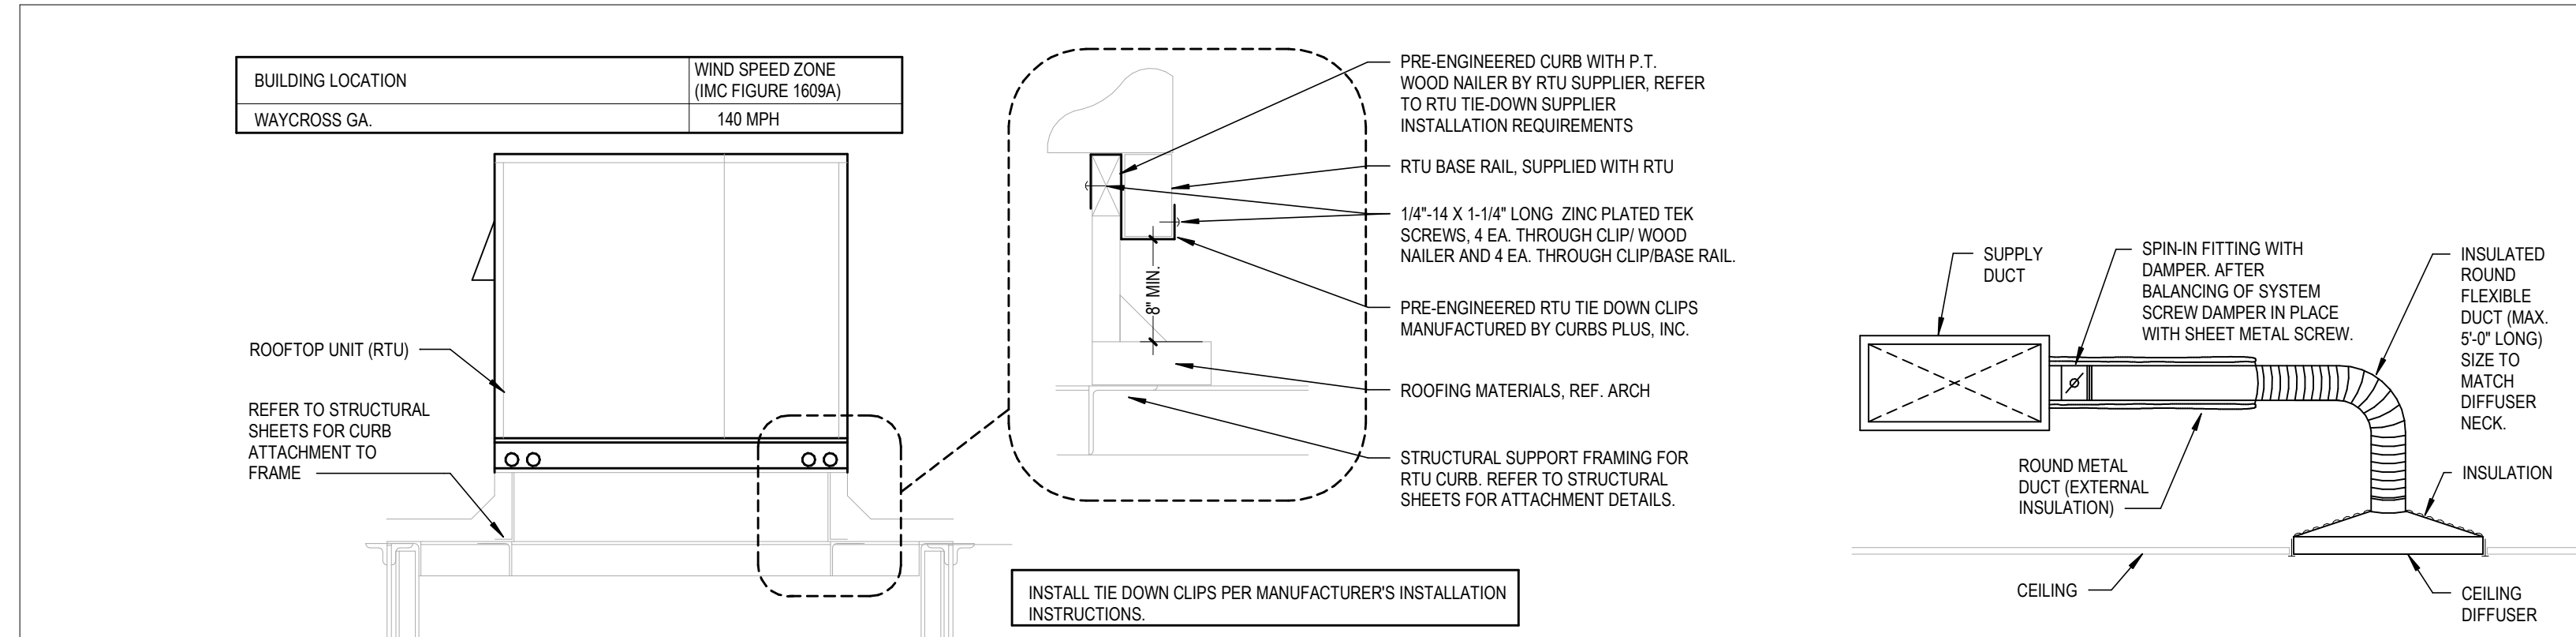 BUILDING LOCATION
WIND SPEED ZONE
(IMC FIGURE 1609A)
WAYCROSS GA.
140 MPH
ROOFTOP UNIT (RTU)
REFER TO STRUCTURAL
SHEETS FOR CURB
ATTACHMENT TO
FRAME
8" MIN.
PRE-ENGINEERED CURB WITH P.T.
WOOD NAILER BY RTU SUPPLIER, REFER
TO RTU TIE-DOWN SUPPLIER
INSTALLATION REQUIREMENTS
RTU BASE RAIL, SUPPLIED WITH RTU
1/4"-14 X 1-1/4" LONG ZINC PLATED TEK
SCREWS, 4 EA. THROUGH CLIP/ WOOD
NAILER AND 4 EA. THROUGH CLIP/BASE RAIL.
PRE-ENGINEERED RTU TIE DOWN CLIPS
MANUFACTURED BY CURBS PLUS, INC.
ROOFING MATERIALS, REF. ARCH
STRUCTURAL SUPPORT FRAMING FOR
RTU CURB. REFER TO STRUCTURAL
SHEETS FOR ATTACHMENT DETAILS.
INSTALL TIE DOWN CLIPS PER MANUFACTURER'S INSTALLATION
INSTRUCTIONS.
SUPPLY
DUCT
SPIN-IN FITTING WITH
DAMPER. AFTER
BALANCING OF SYSTEM
SCREW DAMPER IN PLACE
WITH SHEET METAL SCREW.
INSULATED
ROUND
FLEXIBLE
DUCT (MAX.
5'-0" LONG)
SIZE TO
MATCH
DIFFUSER
NECK.
ROUND METAL
DUCT (EXTERNAL
INSULATION)
INSULATION
CEILING
CEILING
DIFFUSER